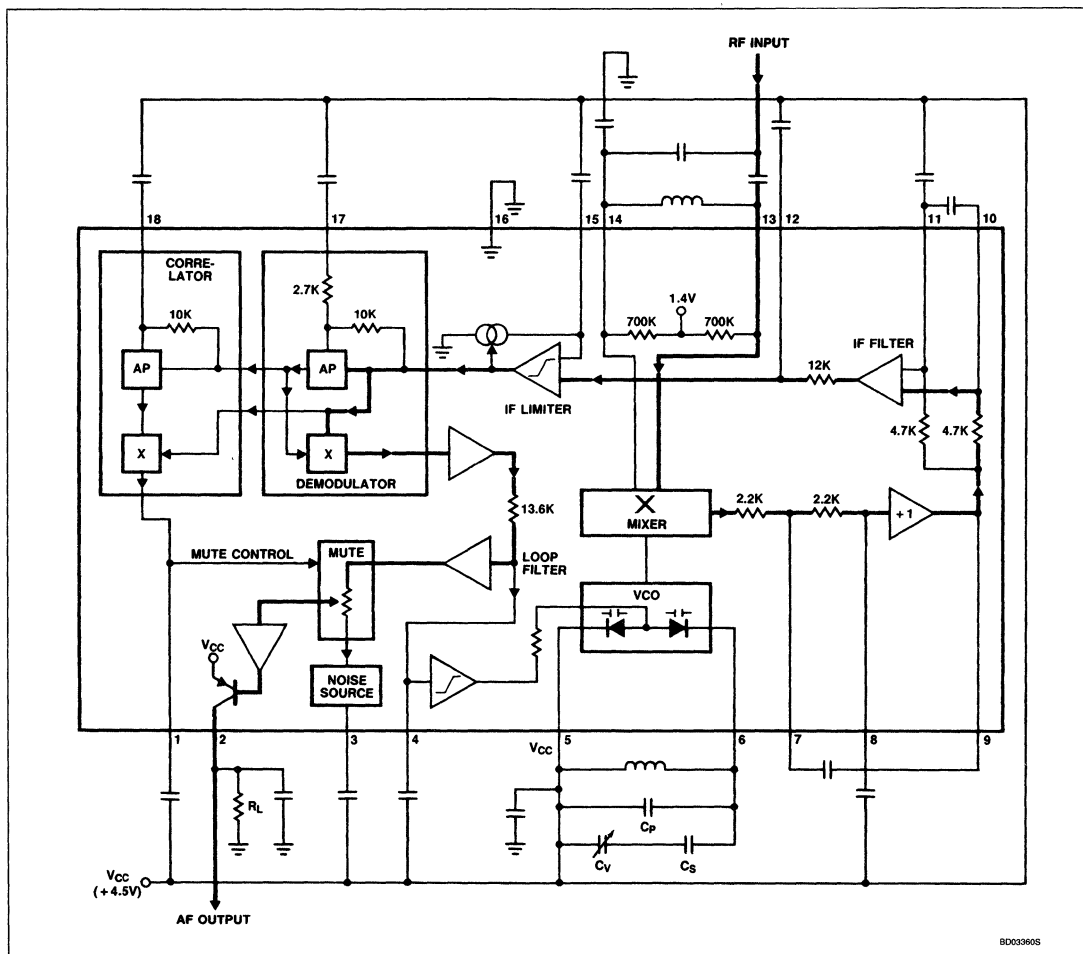 RF INPUT
18
17
16
15
14
13
12
11
10
CORRE-
LATOR
2.7K
10K
10K
1.4V
700K
700K
IF FILTER
AP
AP
12K
IF LIMITER
4.7K
4.7K
X
X
DEMODULATOR
MIXER
2.2K
2.2K
+1
13.6K
MUTE CONTROL
MUTE
LOOP
FILTER
VCO
VCC
NOISE
SOURCE
1
2
3
4
VCC
5
6
7
8
9
RL
CP
CV
CS
VCC
(+4.5V)
AF OUTPUT
BD03360S